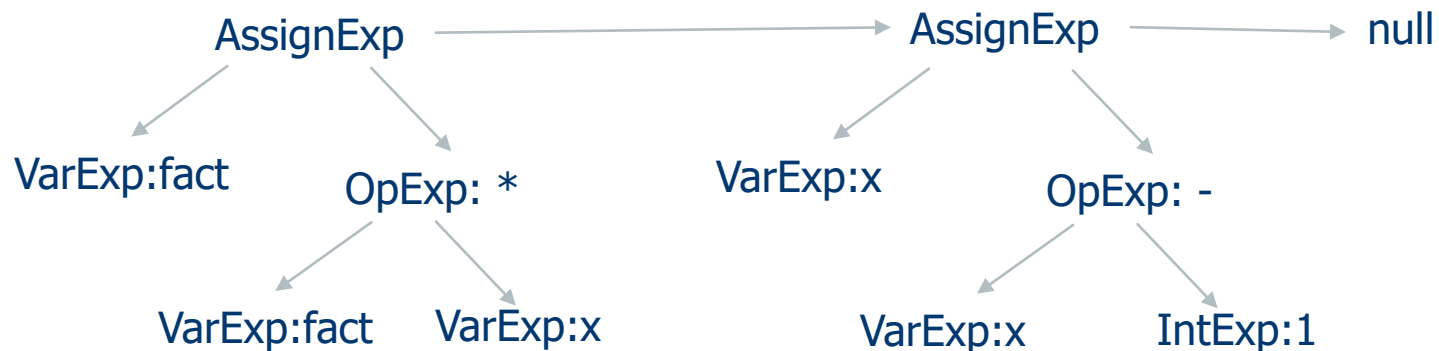 AssignExp AssignExp null
VarExp:fact OpExp: * VarExp:x OpExp: -
VarExp:fact VarExp:x VarExp:x IntExp:1